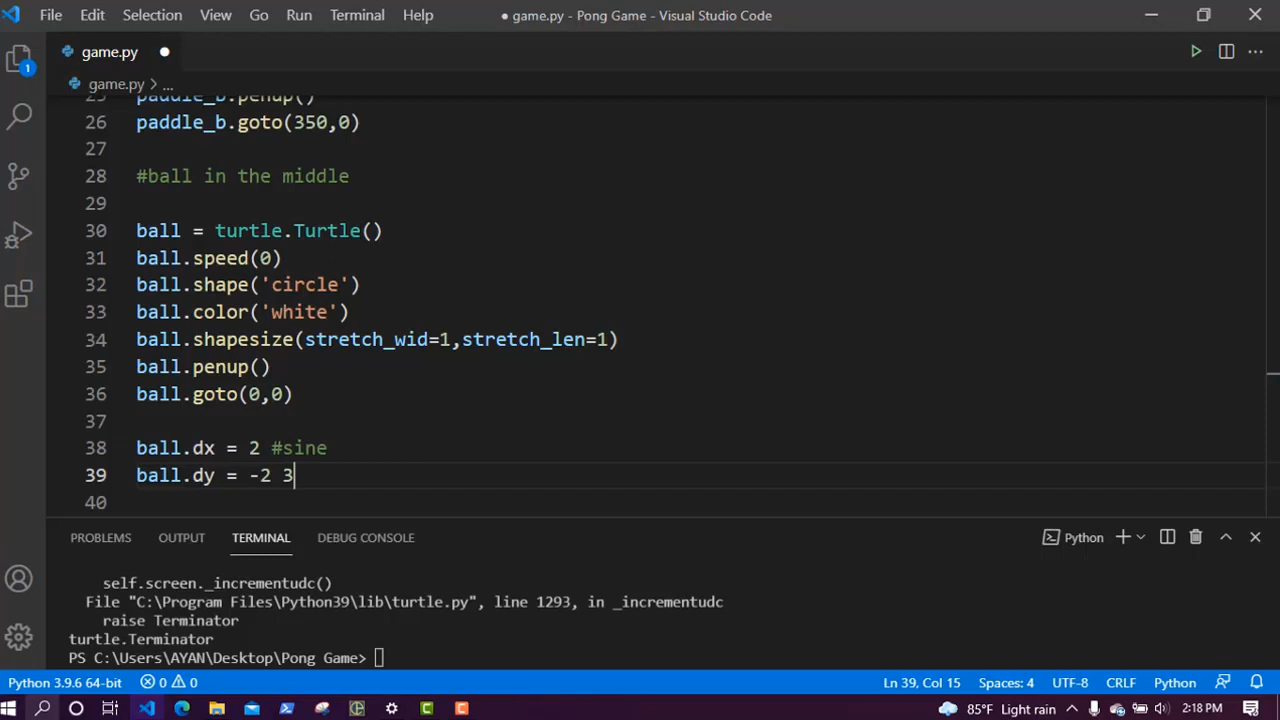 File Edit Selection View Go Run Terminal Help ● game.py - Pong Game - Visual Studio Code
game.py ●
game.py > ...
25 paddle_b.penup()
26 paddle_b.goto(350,0)
27
28 #ball in the middle
29
30 ball = turtle.Turtle()
31 ball.speed(0)
32 ball.shape('circle')
33 ball.color('white')
34 ball.shapesize(stretch_wid=1,stretch_len=1)
35 ball.penup()
36 ball.goto(0,0)
37
38 ball.dx = 2 #sine
39 ball.dy = -2 3
40
1
PROBLEMS OUTPUT TERMINAL DEBUG CONSOLE Python
self.screen._incrementudc()
File "C:\Program Files\Python39\lib\turtle.py", line 1293, in _incrementudc
raise Terminator
turtle.Terminator
PS C:\Users\AYAN\Desktop\Pong Game>
Python 3.9.6 64-bit 0 0 Ln 39, Col 15 Spaces: 4 UTF-8 CRLF Python
85°F Light rain 2:18 PM